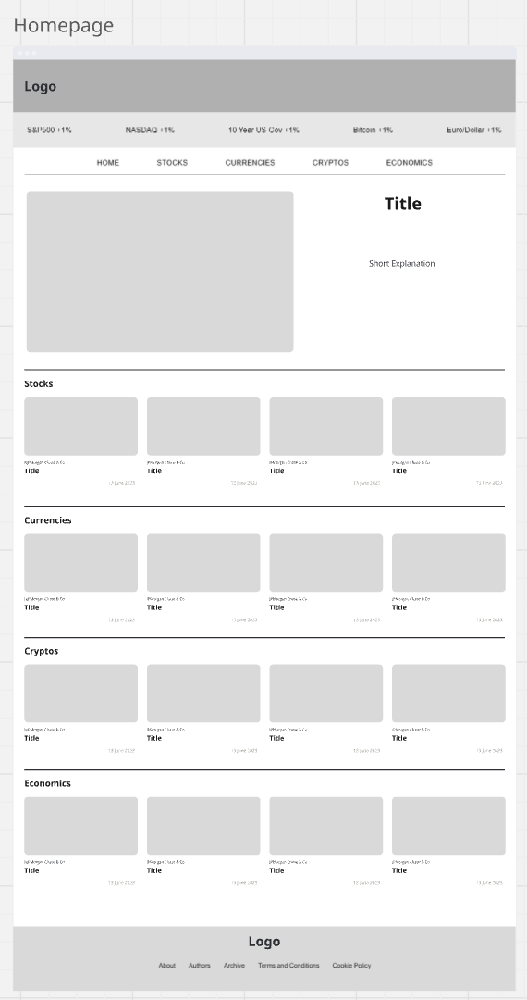 Homepage
Logo
S&P500 +1% NASDAQ +1% 10 Year US Gov +1% Bitcoin +1% Euro/Dollar +1%
HOME STOCKS CURRENCIES CRYPTOS ECONOMICS
Title
Short Explanation
Stocks
JPMorgan Chase & Co JPMorgan Chase & Co JPMorgan Chase & Co JPMorgan Chase & Co
Title Title Title Title
13 June 2023 13 June 2023 13 June 2023 13 June 2023
Currencies
JPMorgan Chase & Co JPMorgan Chase & Co JPMorgan Chase & Co JPMorgan Chase & Co
Title Title Title Title
13 June 2023 13 June 2023 13 June 2023 13 June 2023
Cryptos
JPMorgan Chase & Co JPMorgan Chase & Co JPMorgan Chase & Co JPMorgan Chase & Co
Title Title Title Title
13 June 2023 13 June 2023 13 June 2023 13 June 2023
Economics
JPMorgan Chase & Co JPMorgan Chase & Co JPMorgan Chase & Co JPMorgan Chase & Co
Title Title Title Title
13 June 2023 13 June 2023 13 June 2023 13 June 2023
Logo
About Authors Archive Terms and Conditions Cookie Policy